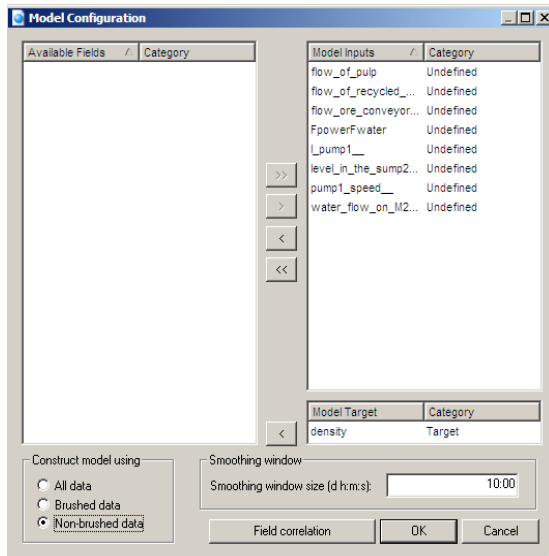 Model Configuration
Available Fields / Category
Model Inputs / Category
flow_of_pulp Undefined
flow_of_recycled_... Undefined
flow_ore_conveyor... Undefined
FpowerFwater Undefined
I_pump1__ Undefined
level_in_the_sump2... Undefined
pump1_speed__ Undefined
water_flow_on_M2... Undefined
>>
>
<
<<
Model Target Category
< density Target
Construct model using
All data
Brushed data
Non-brushed data
Smoothing window
Smoothing window size (d h:m:s): 10:00
Field correlation OK Cancel